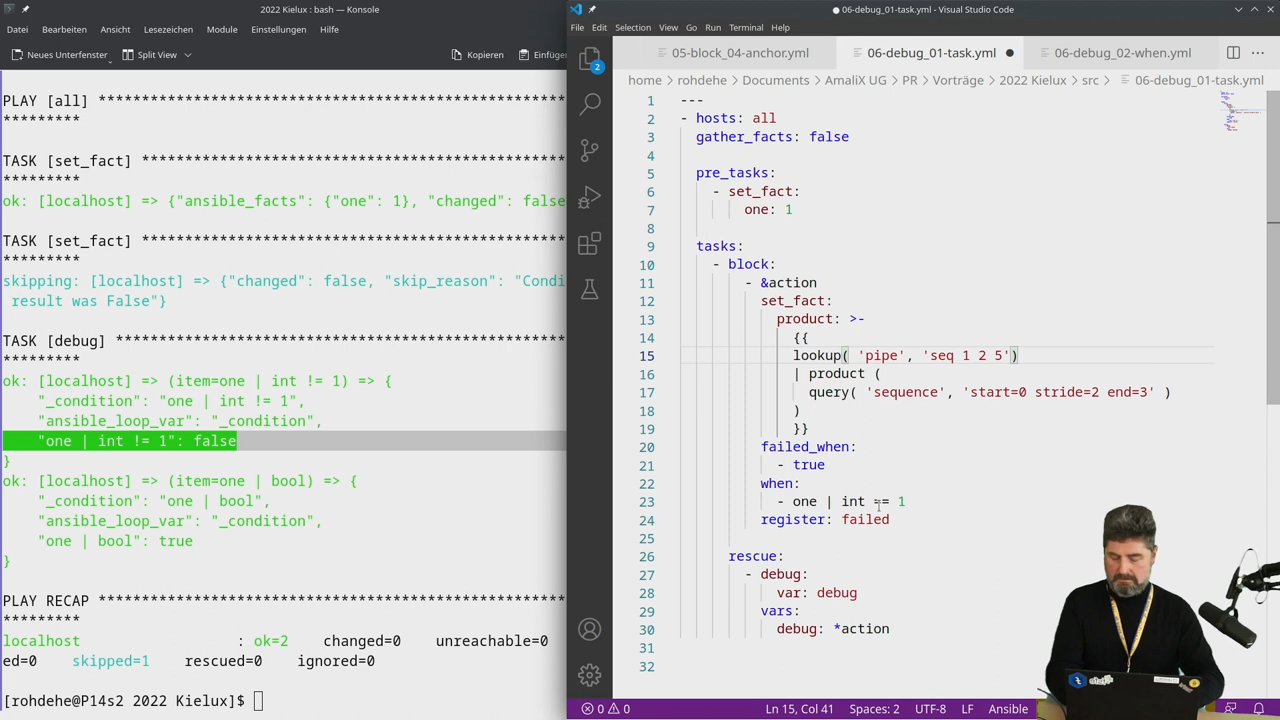 2022 Kielux : bash — Konsole
Datei Bearbeiten Ansicht Lesezeichen Module Einstellungen Hilfe
Neues Unterfenster Split View Kopieren Einfüger
PLAY [all] ****************************************************
*********
TASK [set_fact] ***********************************************
*********
ok: [localhost] => {"ansible_facts": {"one": 1}, "changed": false
TASK [set_fact] ***********************************************
*********
skipping: [localhost] => {"changed": false, "skip_reason": "Condi
result was False"}
TASK [debug] **************************************************
*********
ok: [localhost] => (item=one | int != 1) => {
"_condition": "one | int != 1",
"ansible_loop_var": "_condition",
"one | int != 1": false
}
ok: [localhost] => (item=one | bool) => {
"_condition": "one | bool",
"ansible_loop_var": "_condition",
"one | bool": true
}
PLAY RECAP ****************************************************
*********
localhost : ok=2 changed=0 unreachable=0
ed=0 skipped=1 rescued=0 ignored=0
[rohdehe@P14s2 2022 Kielux]$
● 06-debug_01-task.yml - Visual Studio Code
File Edit Selection View Go Run Terminal Help
05-block_04-anchor.yml 06-debug_01-task.yml ● 06-debug_02-when.yml
home > rohdehe > Documents > AmaliX UG > PR > Vorträge > 2022 Kielux > src > 06-debug_01-task.yml
2
1 ---
2 - hosts: all
3 gather_facts: false
4
5 pre_tasks:
6 - set_fact:
7 one: 1
8
9 tasks:
10 - block:
11 - &action
12 set_fact:
13 product: >-
14 {{
15 lookup( 'pipe', 'seq 1 2 5')
16 | product (
17 query( 'sequence', 'start=0 stride=2 end=3' )
18 )
19 }}
20 failed_when:
21 - true
22 when:
23 - one | int == 1
24 register: failed
25
26 rescue:
27 - debug:
28 var: debug
29 vars:
30 debug: *action
31
32
0 0 Ln 15, Col 41 Spaces: 2 UTF-8 LF Ansible